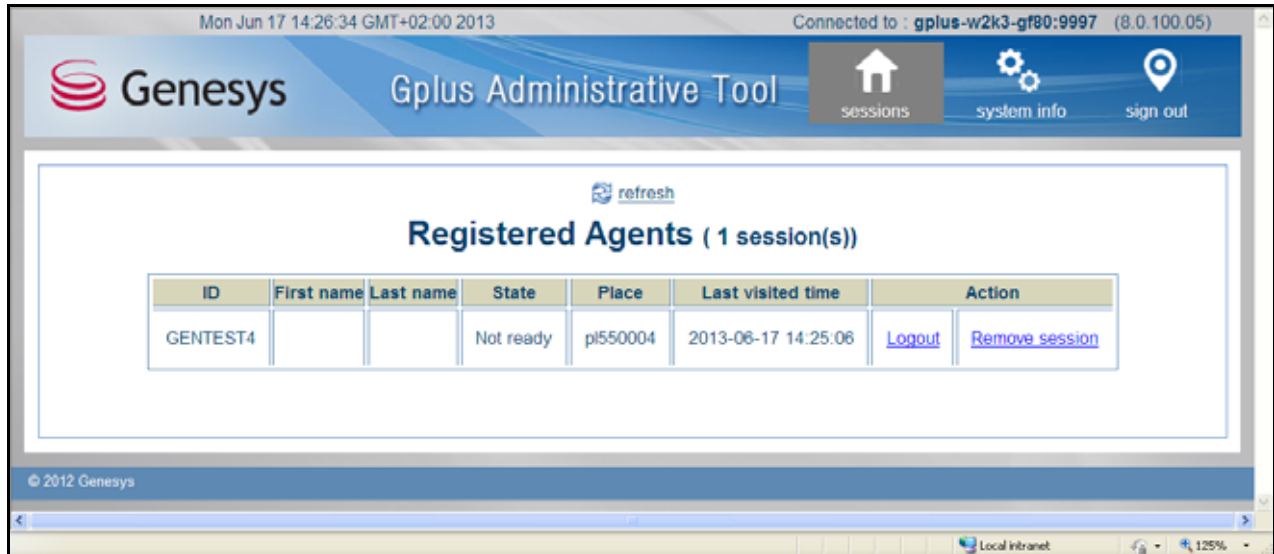 Mon Jun 17 14:26:34 GMT+02:00 2013 Connected to : gplus-w2k3-gf80:9997 (8.0.100.05)
Genesys Gplus Administrative Tool sessions system info sign out
refresh
Registered Agents ( 1 session(s))
ID First name Last name State Place Last visited time Action
GENTEST4 Not ready pl550004 2013-06-17 14:25:06 Logout Remove session
© 2012 Genesys
Local intranet 125%